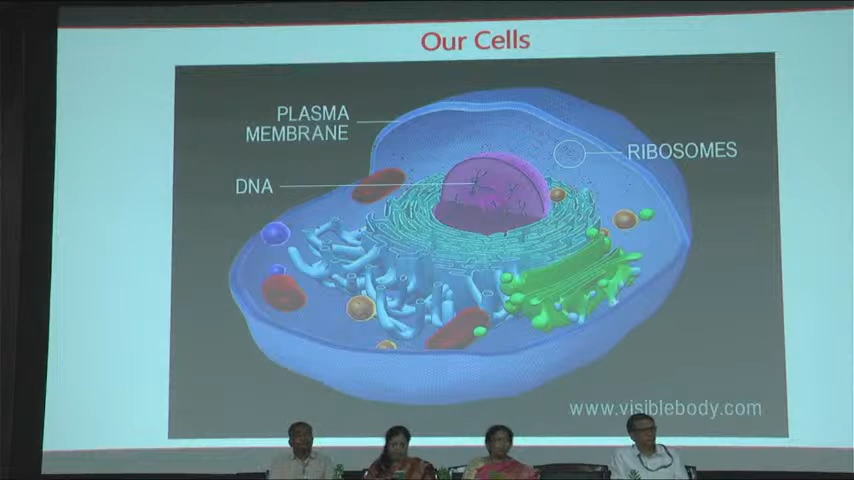 Our Cells
PLASMA
MEMBRANE
RIBOSOMES
DNA
www.visiblebody.com